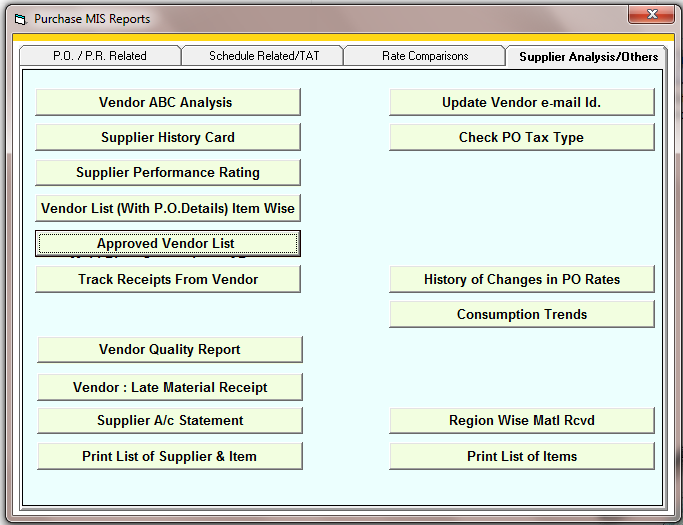 Purchase MIS Reports
P.O. / P.R. Related
Schedule Related/TAT
Rate Comparisons
Supplier Analysis/Others
Vendor ABC Analysis
Update Vendor e-mail Id.
Supplier History Card
Check PO Tax Type
Supplier Performance Rating
Vendor List (With P.O.Details) Item Wise
Approved Vendor List
Track Receipts From Vendor
History of Changes in PO Rates
Consumption Trends
Vendor Quality Report
Vendor : Late Material Receipt
Supplier A/c Statement
Region Wise Matl Rcvd
Print List of Supplier & Item
Print List of Items